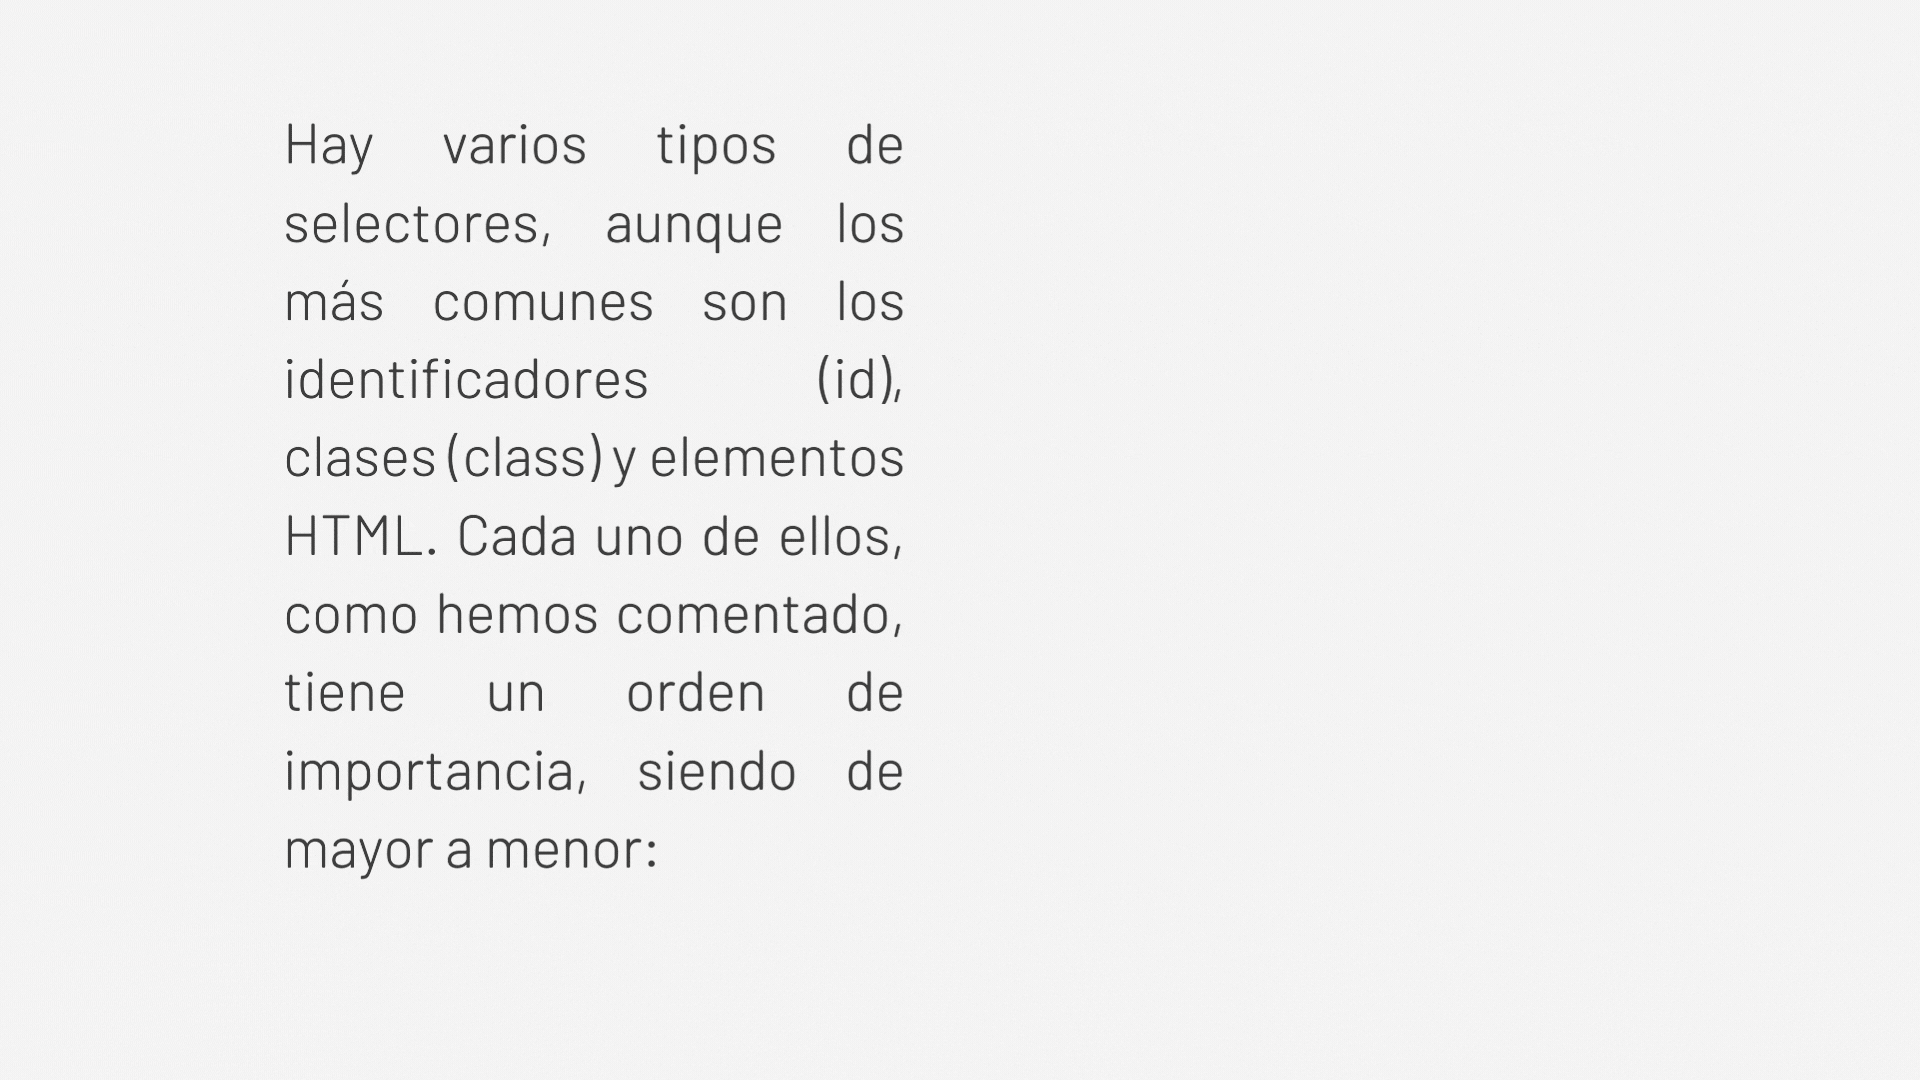 Hay varios tipos de
selectores, aunque los
más comunes son los
identificadores (id),
clases (class) y elementos
HTML. Cada uno de ellos,
como hemos comentado,
tiene un orden de
importancia, siendo de
mayor a menor: